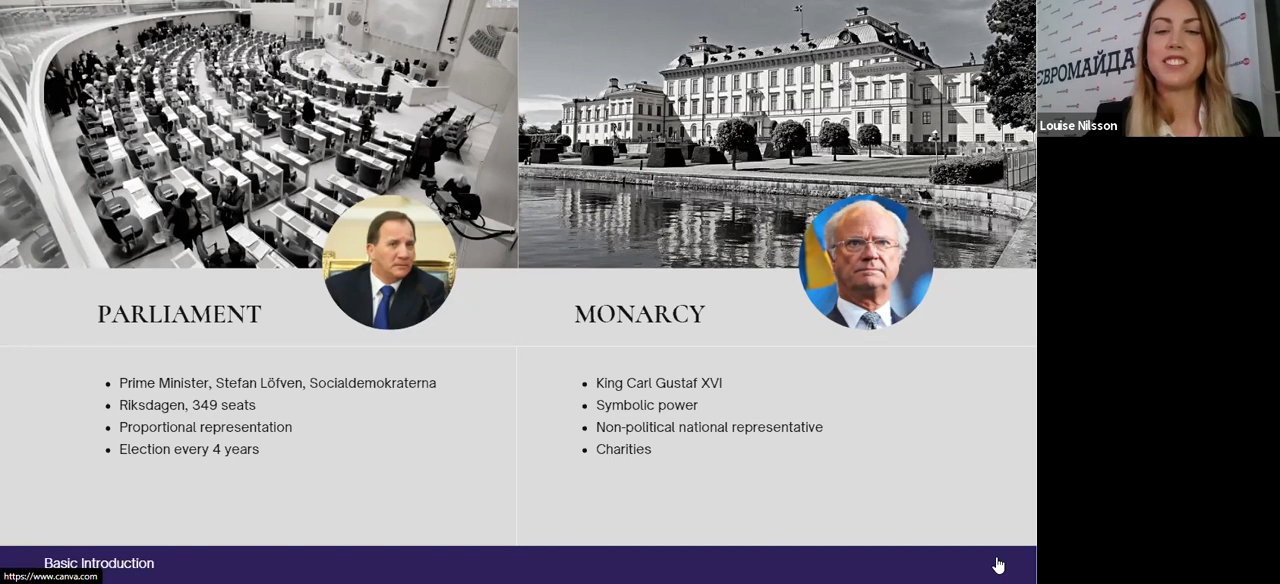 ЄВРОМАЙДА
Louise Nilsson
PARLIAMENT
Prime Minister, Stefan Löfven, Socialdemokraterna
Riksdagen, 349 seats
Proportional representation
Election every 4 years
MONARCY
King Carl Gustaf XVI
Symbolic power
Non-political national representative
Charities
Basic Introduction
https://www.canva.com